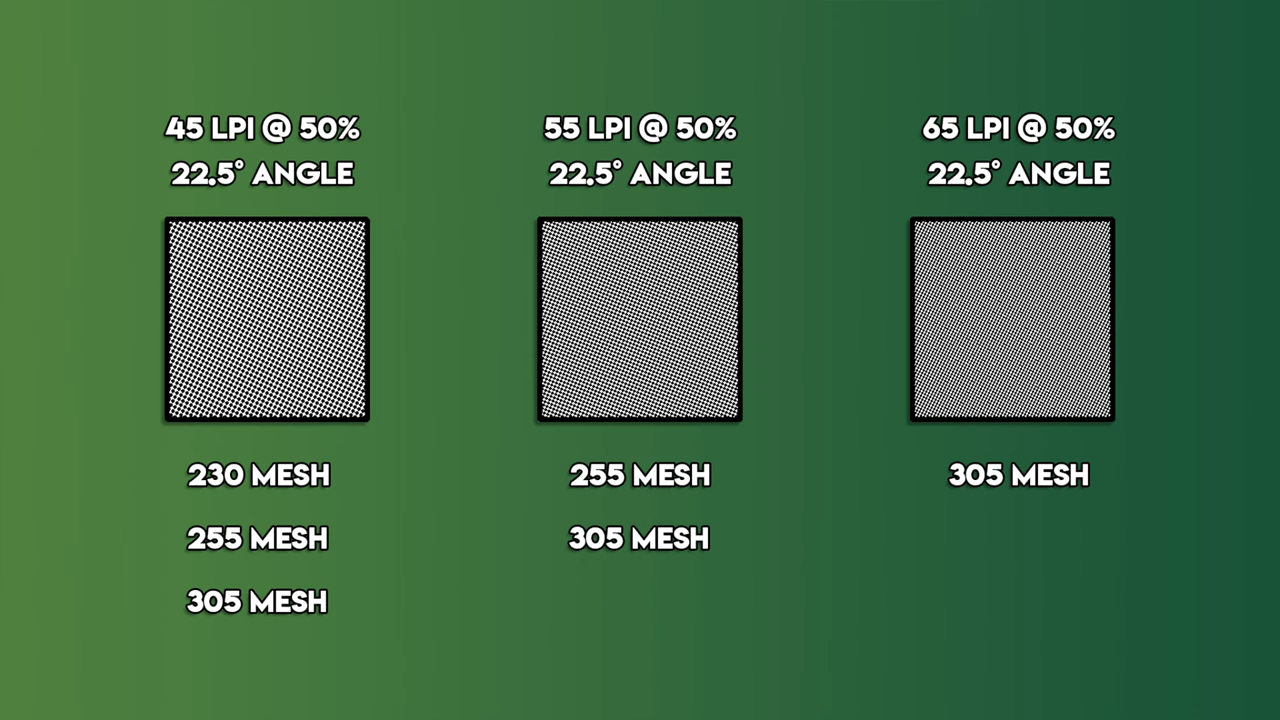 45 LPI @ 50%
22.5° ANGLE
230 MESH
255 MESH
305 MESH
55 LPI @ 50%
22.5° ANGLE
255 MESH
305 MESH
65 LPI @ 50%
22.5° ANGLE
305 MESH